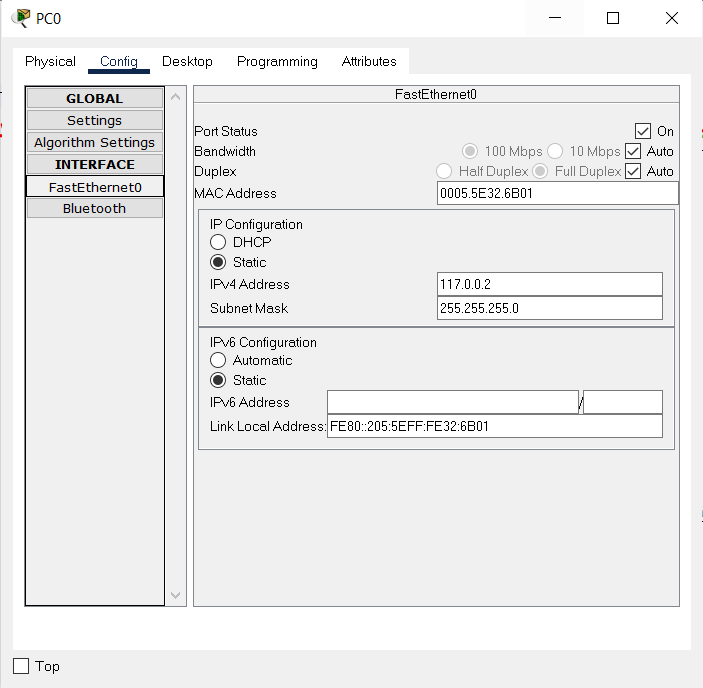 PC0
Physical Config Desktop Programming Attributes
GLOBAL
Settings
Algorithm Settings
INTERFACE
FastEthernet0
Bluetooth
FastEthernet0
Port Status On
Bandwidth 100 Mbps 10 Mbps Auto
Duplex Half Duplex Full Duplex Auto
MAC Address 0005.5E32.6B01
IP Configuration
DHCP
Static
IPv4 Address 117.0.0.2
Subnet Mask 255.255.255.0
IPv6 Configuration
Automatic
Static
IPv6 Address /
Link Local Address: FE80::205:5EFF:FE32:6B01
Top